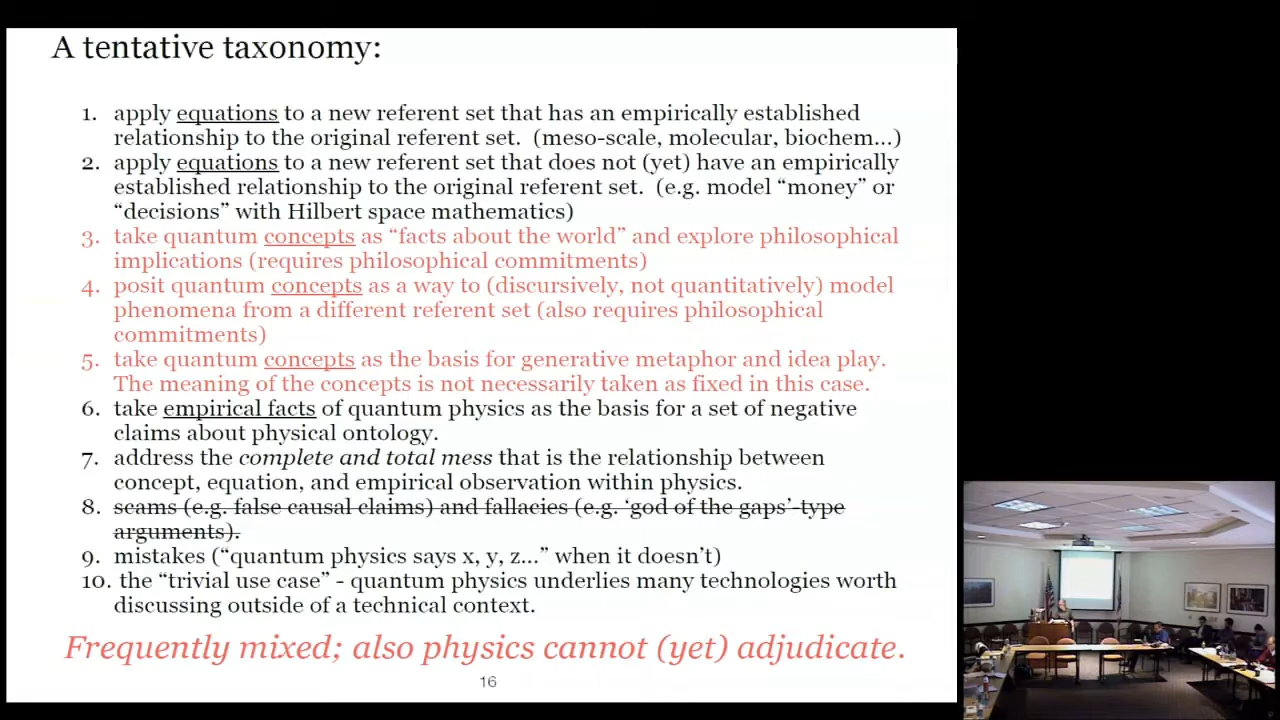 A tentative taxonomy:
1. apply equations to a new referent set that has an empirically established
relationship to the original referent set. (meso-scale, molecular, biochem...)
2. apply equations to a new referent set that does not (yet) have an empirically
established relationship to the original referent set. (e.g. model “money” or
“decisions” with Hilbert space mathematics)
3. take quantum concepts as “facts about the world” and explore philosophical
implications (requires philosophical commitments)
4. posit quantum concepts as a way to (discursively, not quantitatively) model
phenomena from a different referent set (also requires philosophical
commitments)
5. take quantum concepts as the basis for generative metaphor and idea play.
The meaning of the concepts is not necessarily taken as fixed in this case.
6. take empirical facts of quantum physics as the basis for a set of negative
claims about physical ontology.
7. address the complete and total mess that is the relationship between
concept, equation, and empirical observation within physics.
8. scams (e.g. false causal claims) and fallacies (e.g. ‘god of the gaps’-type
arguments).
9. mistakes (“quantum physics says x, y, z...” when it doesn’t)
10. the “trivial use case” - quantum physics underlies many technologies worth
discussing outside of a technical context.
Frequently mixed; also physics cannot (yet) adjudicate.
16